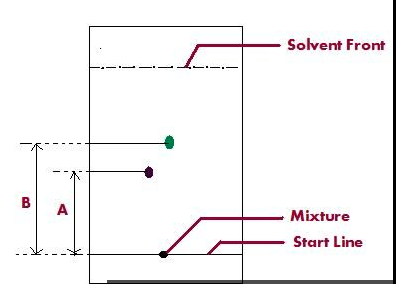 Solvent Front
B
A
Mixture
Start Line